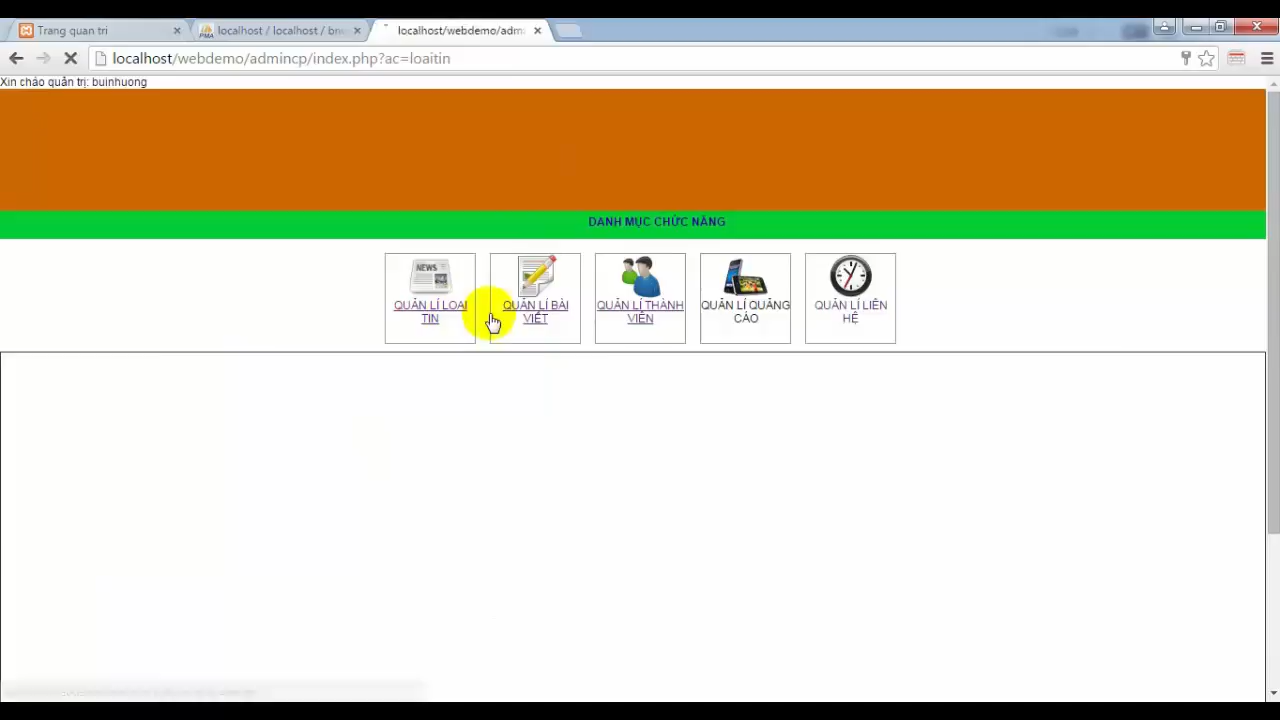 Trang quan tri
localhost / localhost / bnv
localhost/webdemo/adm
localhost/webdemo/admincp/index.php?ac=loaitin
Xin chào quản trị: buinhuong
DANH MỤC CHỨC NĂNG
NEWS
QUẢN LÍ LOẠI
TIN
QUẢN LÍ BÀI
VIẾT
QUẢN LÍ THÀNH
VIÊN
QUẢN LÍ QUẢNG
CÁO
QUẢN LÍ LIÊN
HỆ